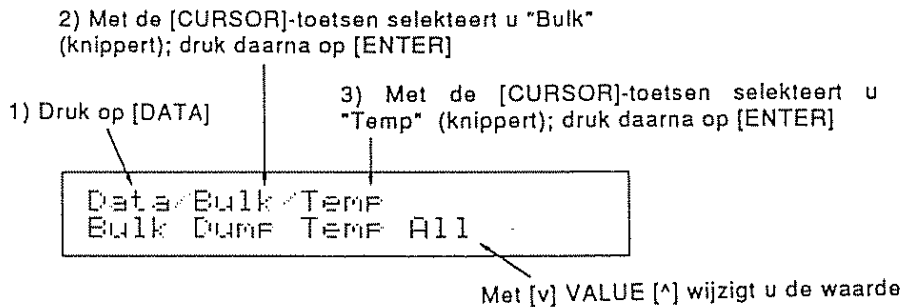 2) Met de [CURSOR]-toetsen selekteert u "Bulk"
(knippert); druk daarna op [ENTER]
3) Met de [CURSOR]-toetsen selekteert u
"Temp" (knippert); druk daarna op [ENTER]
1) Druk op [DATA]
Data/Bulk/Temp
Bulk Dump Temp All
Met [v] VALUE [^] wijzigt u de waarde